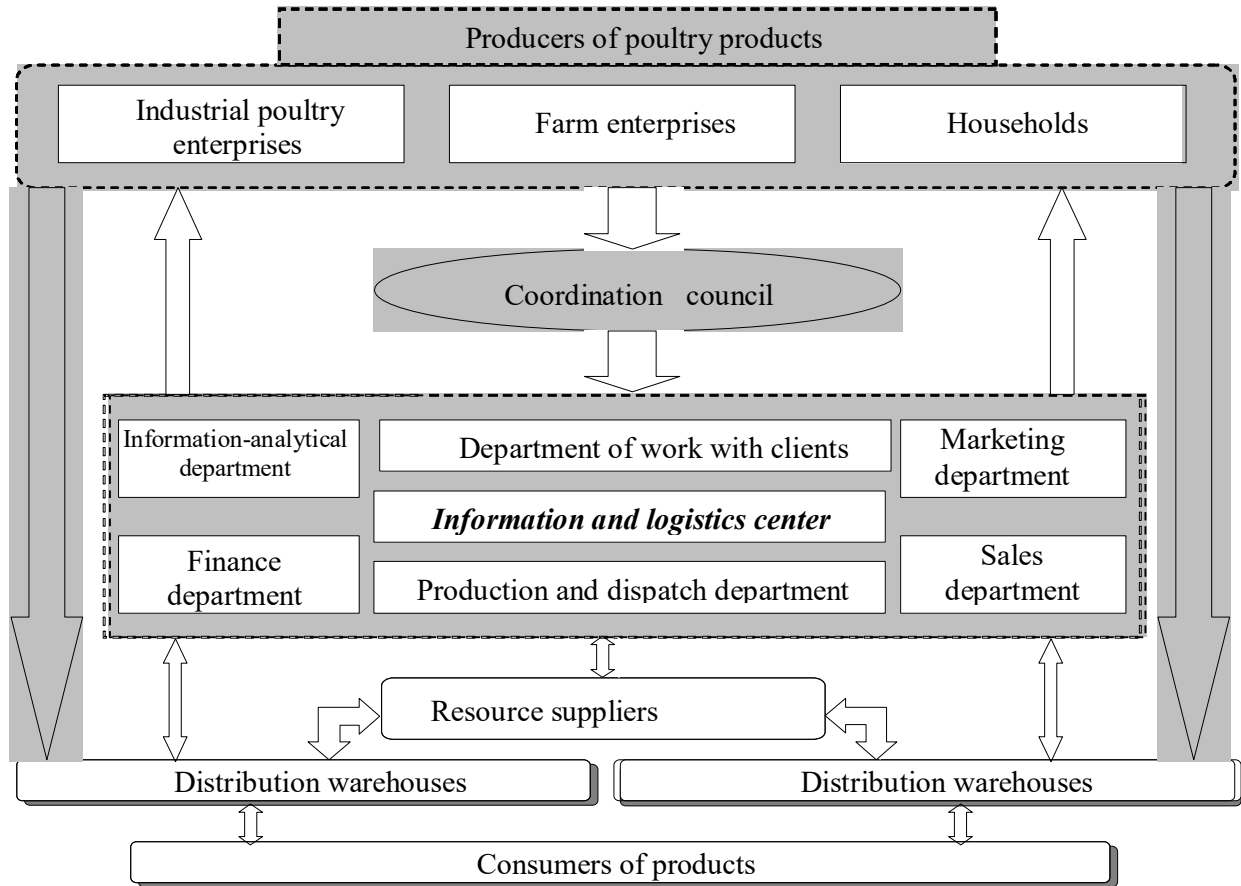 Producers of poultry products
Industrial poultry
enterprises
Farm enterprises
Households
Coordination council
Information-analytical
department
Department of work with clients
Marketing
department
Information and logistics center
Finance
department
Production and dispatch department
Sales
department
Resource suppliers
Distribution warehouses
Distribution warehouses
Consumers of products